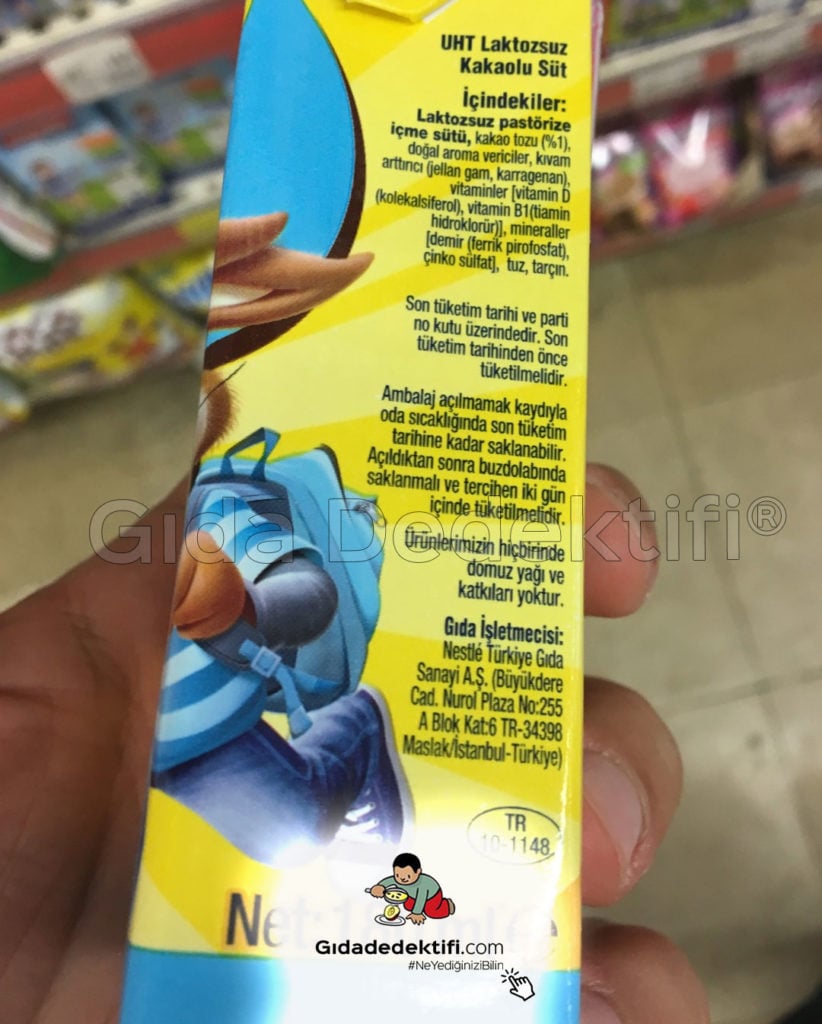 UHT Laktozsuz
Kakaolu Süt
İçindekiler:
Laktozsuz pastörize
içme sütü, kakao tozu (%1),
doğal aroma vericiler, kıvam
arttırıcı (jellan gam, karragenan),
vitaminler [vitamin D
(kolekalsiferol), vitamin B1(tiamin
hidroklorür)], mineraller
[demir (ferrik pirofosfat),
çinko sülfat], tuz, tarçın.
Son tüketim tarihi ve parti
no kutu üzerindedir. Son
tüketim tarihinden önce
tüketilmelidir.
Ambalaj açılmamak kaydıyla
oda sıcaklığında son tüketim
tarihine kadar saklanabilir.
Açıldıktan sonra buzdolabında
saklanmalı ve tercihen iki gün
içinde tüketilmelidir.
Gıda Dedektifi®
Ürünlerimizin hiçbirinde
domuz yağı ve
katkıları yoktur.
Gıda İşletmecisi:
Nestlé Türkiye Gıda
Sanayi A.Ş. (Büyükdere
Cad. Nurol Plaza No:255
A Blok Kat:6 TR-34398
Maslak/İstanbul-Türkiye)
TR
10-1148
Net:
Gıdadedektifi.com
#NeYediğiniziBilin